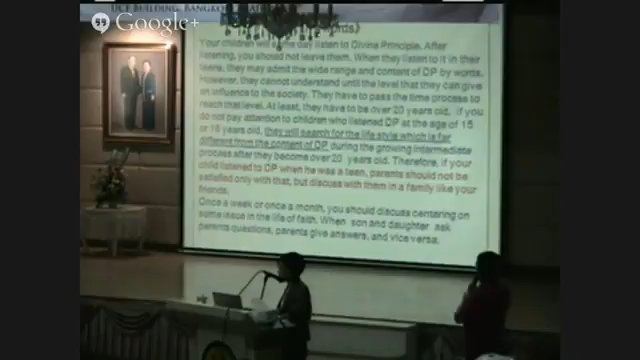 Google+
UCI BUILDING, BANGKOK
Your children will some day listen to Divine Principle. After
listening, you should not leave them. When they listen to it in their
teens, they may admit the wide range and content of DP by words.
However, they cannot understand until the level that they can give
an influence to the society. They have to pass the time process to
reach that level. At least, they have to be over 20 years old. if you
do not pay attention to children who listened DP at the age of 15
or 16 years old, they will search for the life style which is far
different from the content of DP during the growing intermediate
process after they become over 20 years old. Therefore, if your
child listened to DP when he was a teen, parents should not be
satisfied only with that, but discuss with them in a family like your
friends.
Once a week or once a month, you should discuss centering on
some issue in the life of faith. When son and daughter ask
parents questions, parents give answers, and vice versa.